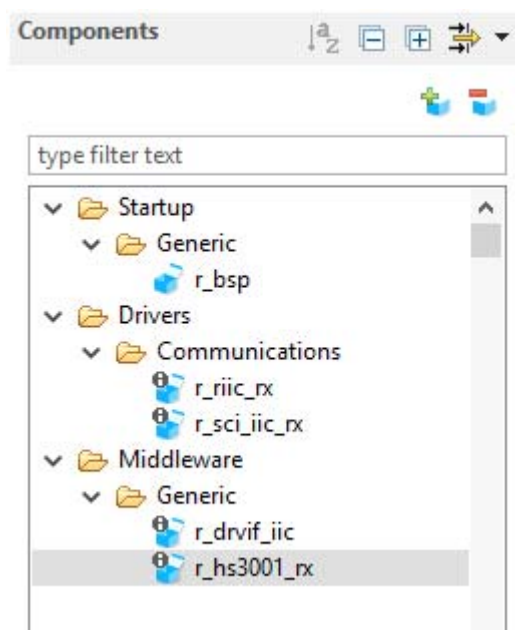 Components
type filter text
Startup
Generic
r_bsp
Drivers
Communications
r_riic_rx
r_sci_iic_rx
Middleware
Generic
r_drvif_iic
r_hs3001_rx